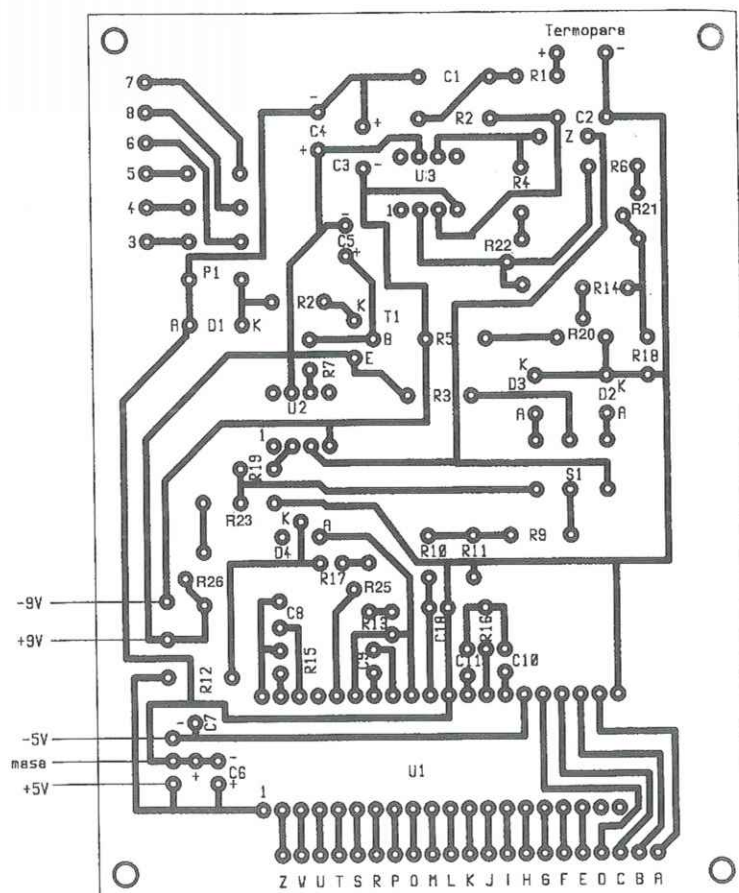 Termopara
+ -
7 - C1 R1
8 C4 + R2 C2
6 + C3 - U3 Z R6
5 R4
4 - 1 R21
3 C5 + R22
P1 R14
R2 K T1
A D1 K B R5 R20 R18
E K
R7 D3 D2 K
U2 R3
A A
1
R19 S1
R23 K A R9
D4 R10 R11
R17
R26 R25
-9V C8 R13 C18 R16
+9V
R12 R15 C9 C11 C10
- C7
-5V
masa - U1
+ C6
+5V +
1
Z V U T S R P O M L K J I H G F E D C B A